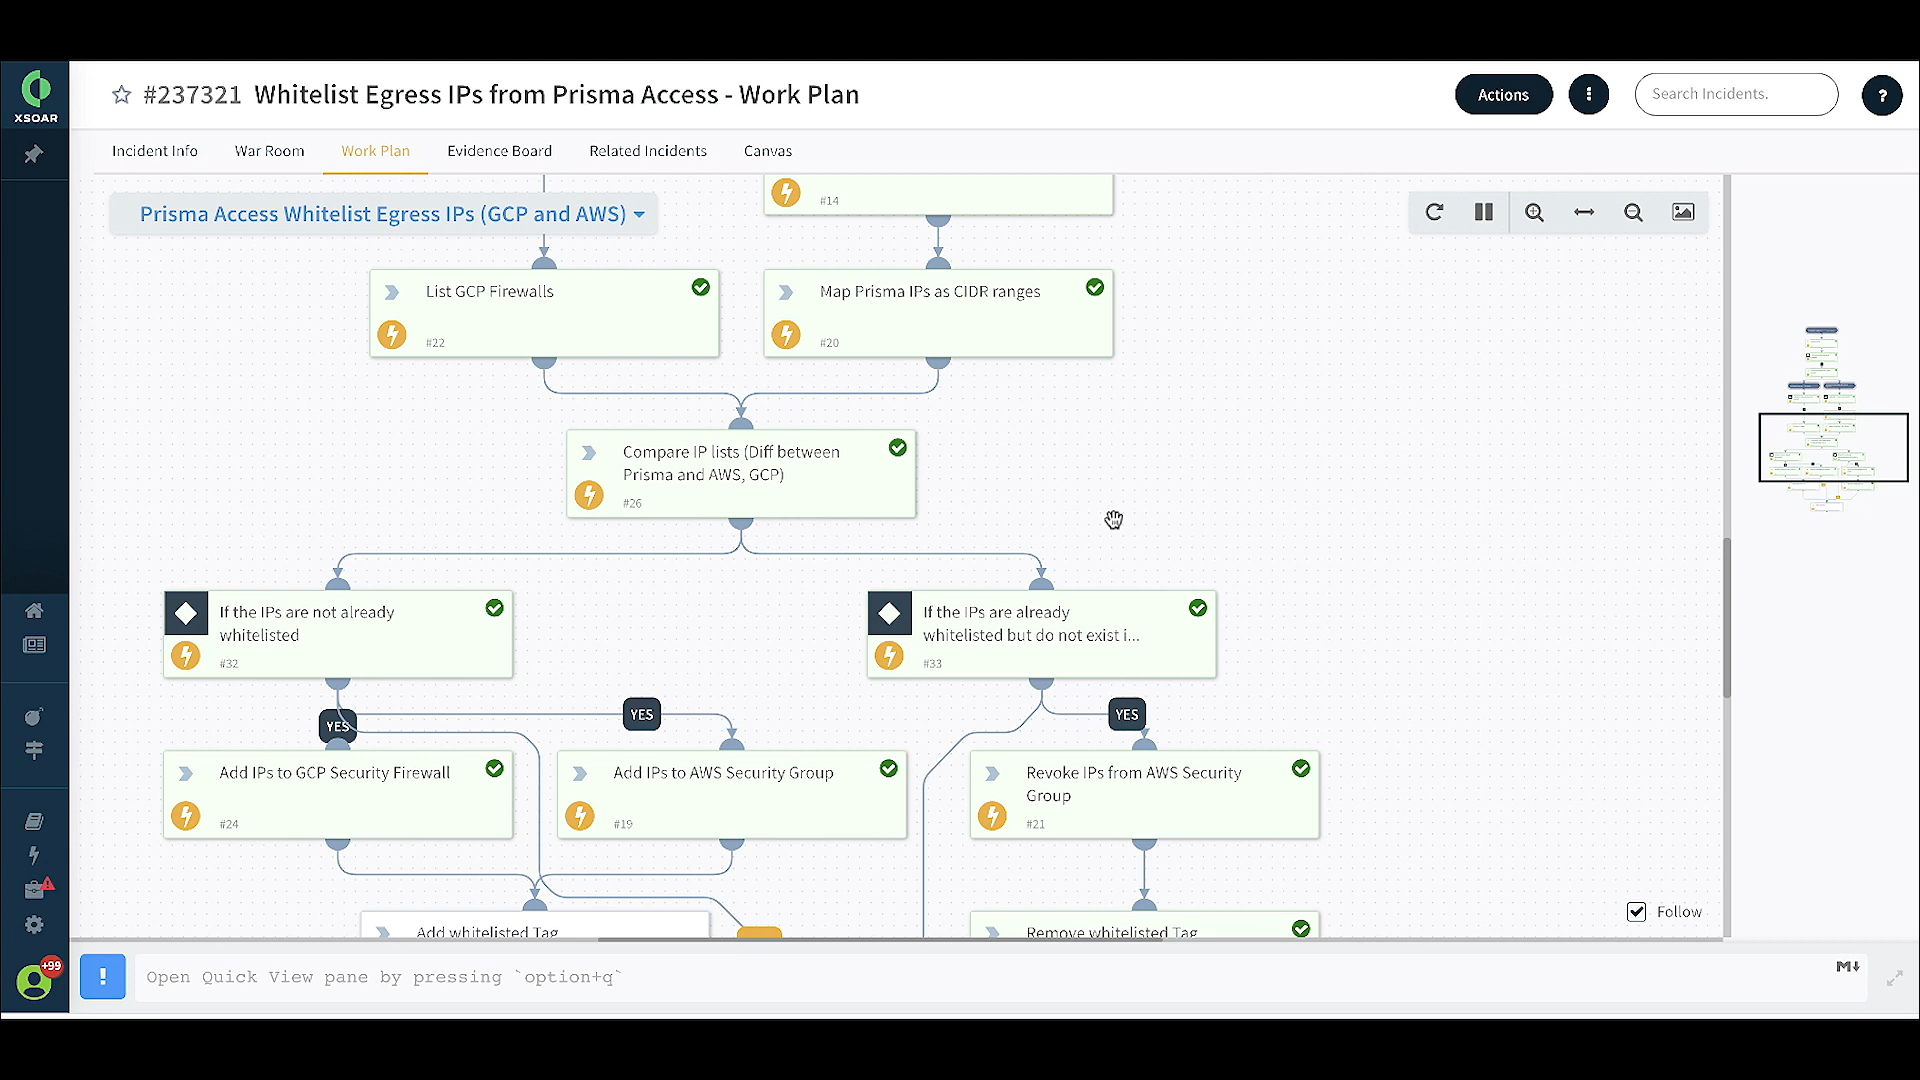 XSOAR
#237321 Whitelist Egress IPs from Prisma Access - Work Plan
Actions
Search Incidents.
?
Incident Info
War Room
Work Plan
Evidence Board
Related Incidents
Canvas
Prisma Access Whitelist Egress IPs (GCP and AWS)
#14
List GCP Firewalls
#22
Map Prisma IPs as CIDR ranges
#20
Compare IP lists (Diff between
Prisma and AWS, GCP)
#26
If the IPs are not already
whitelisted
#32
If the IPs are already
whitelisted but do not exist i...
#33
YES
YES
YES
Add IPs to GCP Security Firewall
#24
Add IPs to AWS Security Group
#19
Revoke IPs from AWS Security
Group
#21
Add whitelisted Tag
Remove whitelisted Tag
Follow
+99
!
Open Quick View pane by pressing `option+q`
M↓